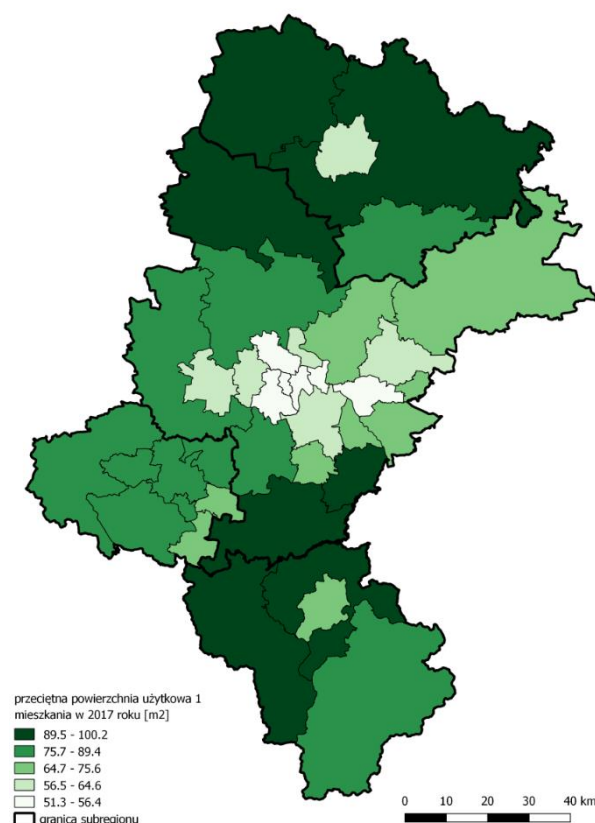 przeciętna powierzchnia użytkowa 1
mieszkania w 2017 roku [m2]
89.5 - 100.2
75.7 - 89.4
64.7 - 75.6
56.5 - 64.6
51.3 - 56.4
granica subregionu
0 10 20 30 40 km